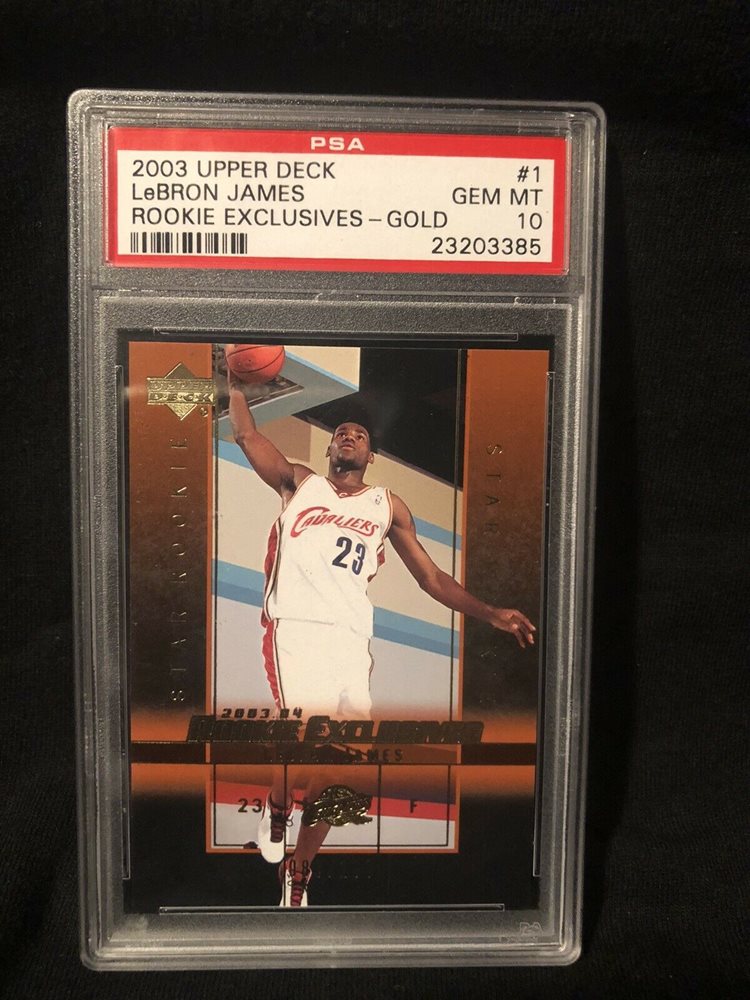 PSA
2003 UPPER DECK #1
LeBRON JAMES GEM MT
ROOKIE EXCLUSIVES – GOLD 10
23203385
UPPER DECK
STAR ROOKIE
STAR
CAVALIERS
23
2003.04
ROOKIE EXCLUSIVES
JAMES
23 F